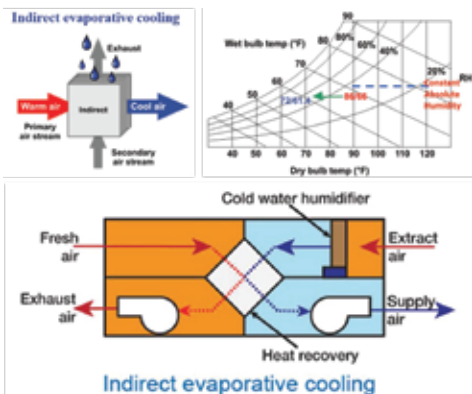 Indirect evaporative cooling
Exhaust
Warm air
Indirect
Cool air
Primary
air stream
Secondary
air stream
Wet bulb temp (°F)
90
80
70
60
50
40
80%
60%
40%
20%
RH
Constant
Absolute
Humidity
86/66
40 50 60 70 80 90 100 110 120
Dry bulb temp (°F)
Cold water humidifier
Fresh
air
Extract
air
Exhaust
air
Supply
air
Heat recovery
Indirect evaporative cooling